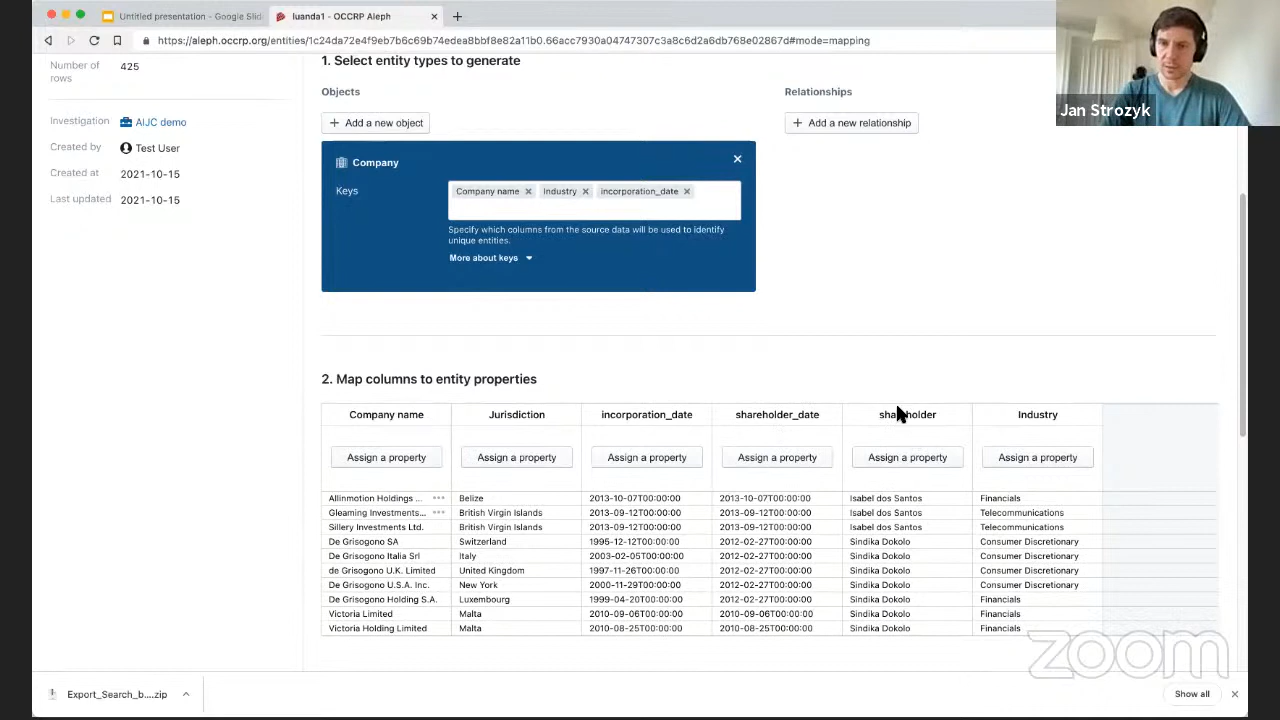 Untitled presentation - Google Slid
luanda1 - OCCRP Aleph
https://aleph.occrp.org/entities/1c24da72e4f9eb7b6c69b74edea8bbf8e82a11b0.66acc7930a04747307c3a8c6d2a6db768e02867d#mode=mapping
Jan Strozyk
Number of rows 425
Investigation AIJC demo
Created by Test User
Created at 2021-10-15
Last updated 2021-10-15
1. Select entity types to generate
Objects
Relationships
+ Add a new object
+ Add a new relationship
Company
Keys
Company name Industry incorporation_date
Specify which columns from the source data will be used to identify
unique entities.
More about keys
2. Map columns to entity properties
Company name Jurisdiction incorporation_date shareholder_date shareholder Industry
Assign a property Assign a property Assign a property Assign a property Assign a property Assign a property
Allinmotion Holdings ... Belize 2013-10-07T00:00:00 2013-10-07T00:00:00 Isabel dos Santos Financials
Gleaming Investments... British Virgin Islands 2013-09-12T00:00:00 2013-09-12T00:00:00 Isabel dos Santos Telecommunications
Sillery Investments Ltd. British Virgin Islands 2013-09-12T00:00:00 2013-09-12T00:00:00 Isabel dos Santos Telecommunications
De Grisogono SA Switzerland 1995-12-12T00:00:00 2012-02-27T00:00:00 Sindika Dokolo Consumer Discretionary
De Grisogono Italia Srl Italy 2003-02-05T00:00:00 2012-02-27T00:00:00 Sindika Dokolo Consumer Discretionary
de Grisogono U.K. Limited United Kingdom 1997-11-26T00:00:00 2012-02-27T00:00:00 Sindika Dokolo Consumer Discretionary
De Grisogono U.S.A. Inc. New York 2000-11-29T00:00:00 2012-02-27T00:00:00 Sindika Dokolo Consumer Discretionary
De Grisogono Holding S.A. Luxembourg 1999-04-20T00:00:00 2012-02-27T00:00:00 Sindika Dokolo Financials
Victoria Limited Malta 2010-09-06T00:00:00 2010-09-06T00:00:00 Sindika Dokolo Financials
Victoria Holding Limited Malta 2010-08-25T00:00:00 2010-08-25T00:00:00 Sindika Dokolo Financials
zoom
Export_Search_b....zip
Show all